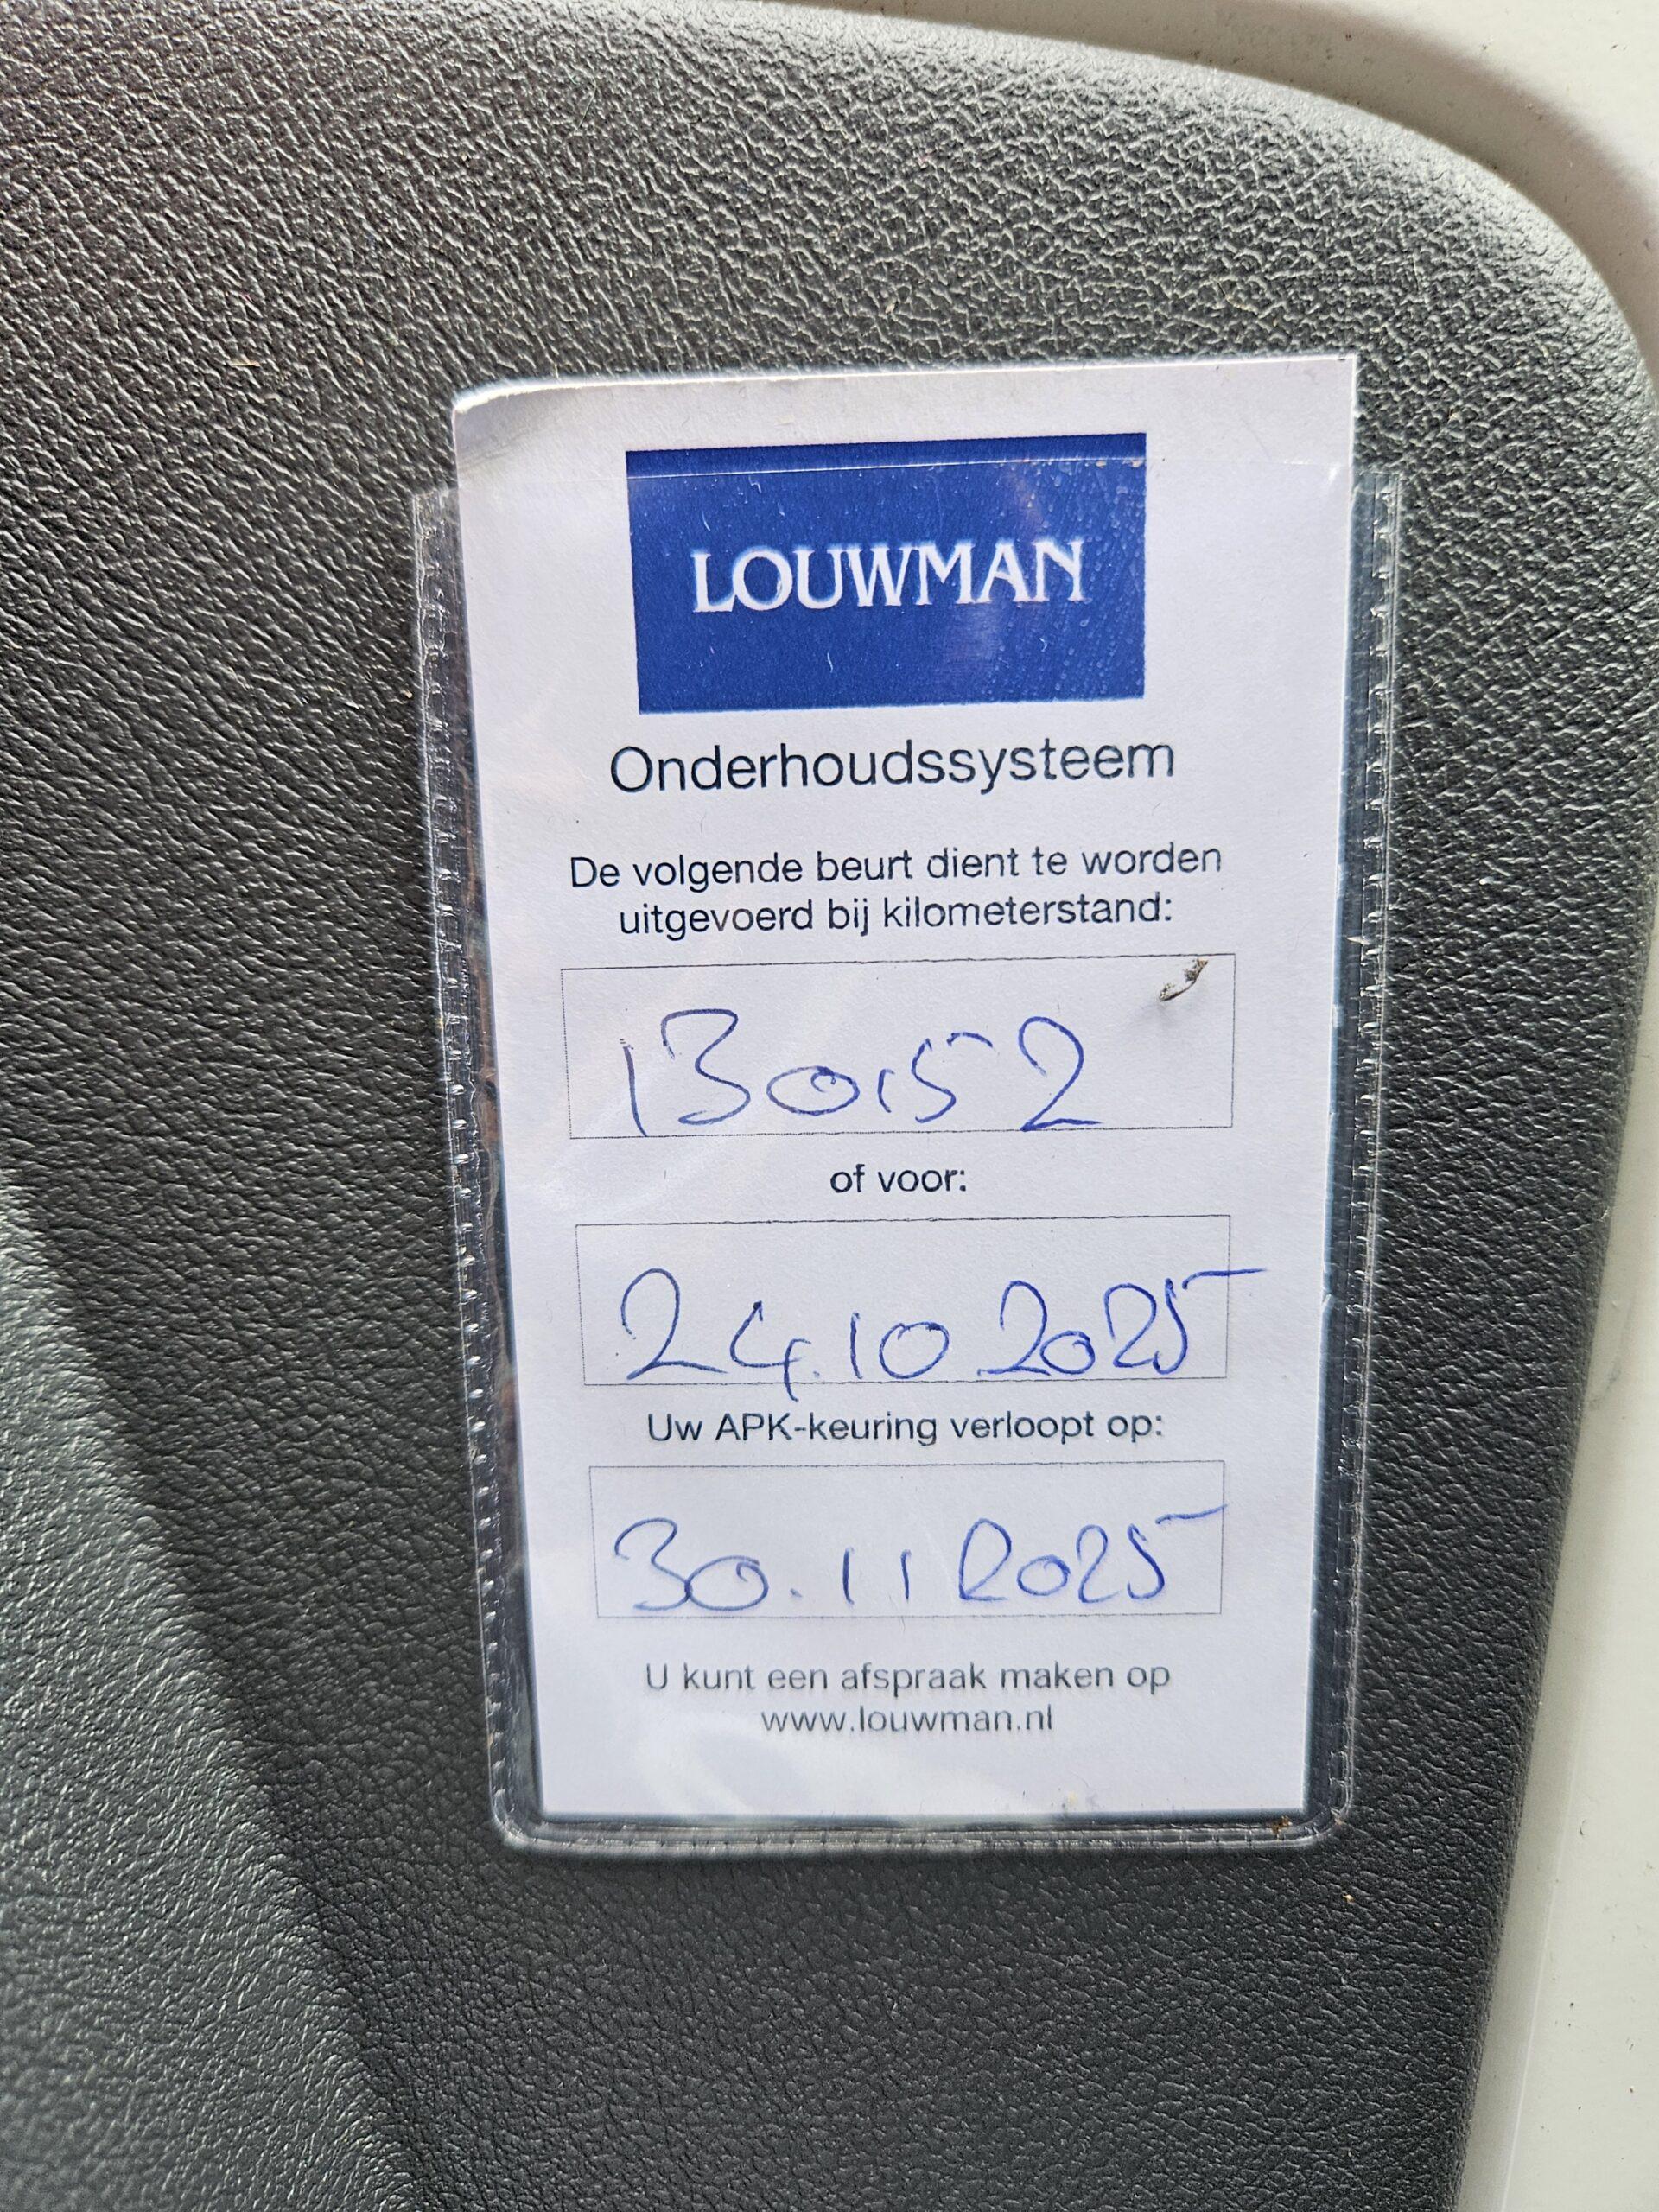 LOUWMAN
Onderhoudssysteem
De volgende beurt dient te worden
uitgevoerd bij kilometerstand:
130152
of voor:
24.10.2025
Uw APK-keuring verloopt op:
30.11 2025
U kunt een afspraak maken op
www.louwman.nl